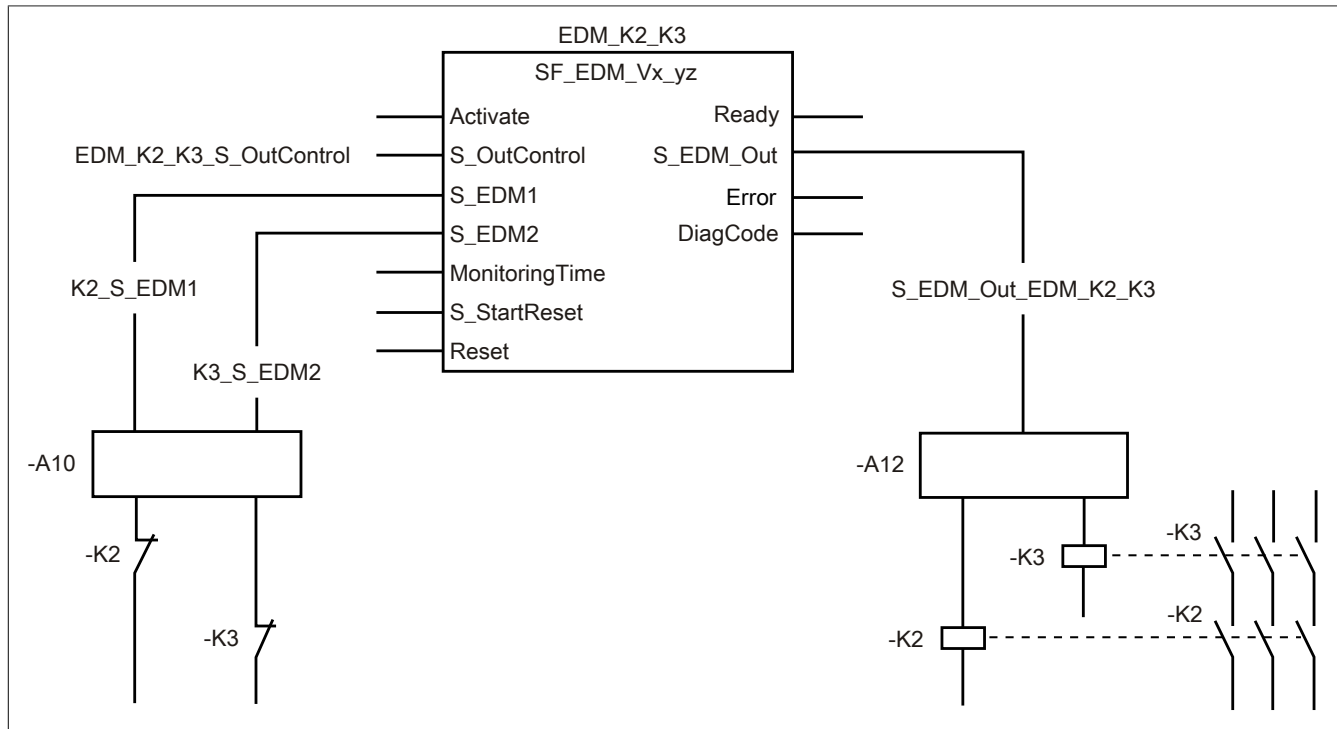 EDM_K2_K3
SF_EDM_Vx_yz
Activate
Ready
EDM_K2_K3_S_OutControl
S_OutControl
S_EDM_Out
S_EDM1
Error
S_EDM2
DiagCode
MonitoringTime
K2_S_EDM1
S_EDM_Out_EDM_K2_K3
S_StartReset
Reset
K3_S_EDM2
-A10
-A12
-K2
-K3
-K3
-K3
-K2
-K2